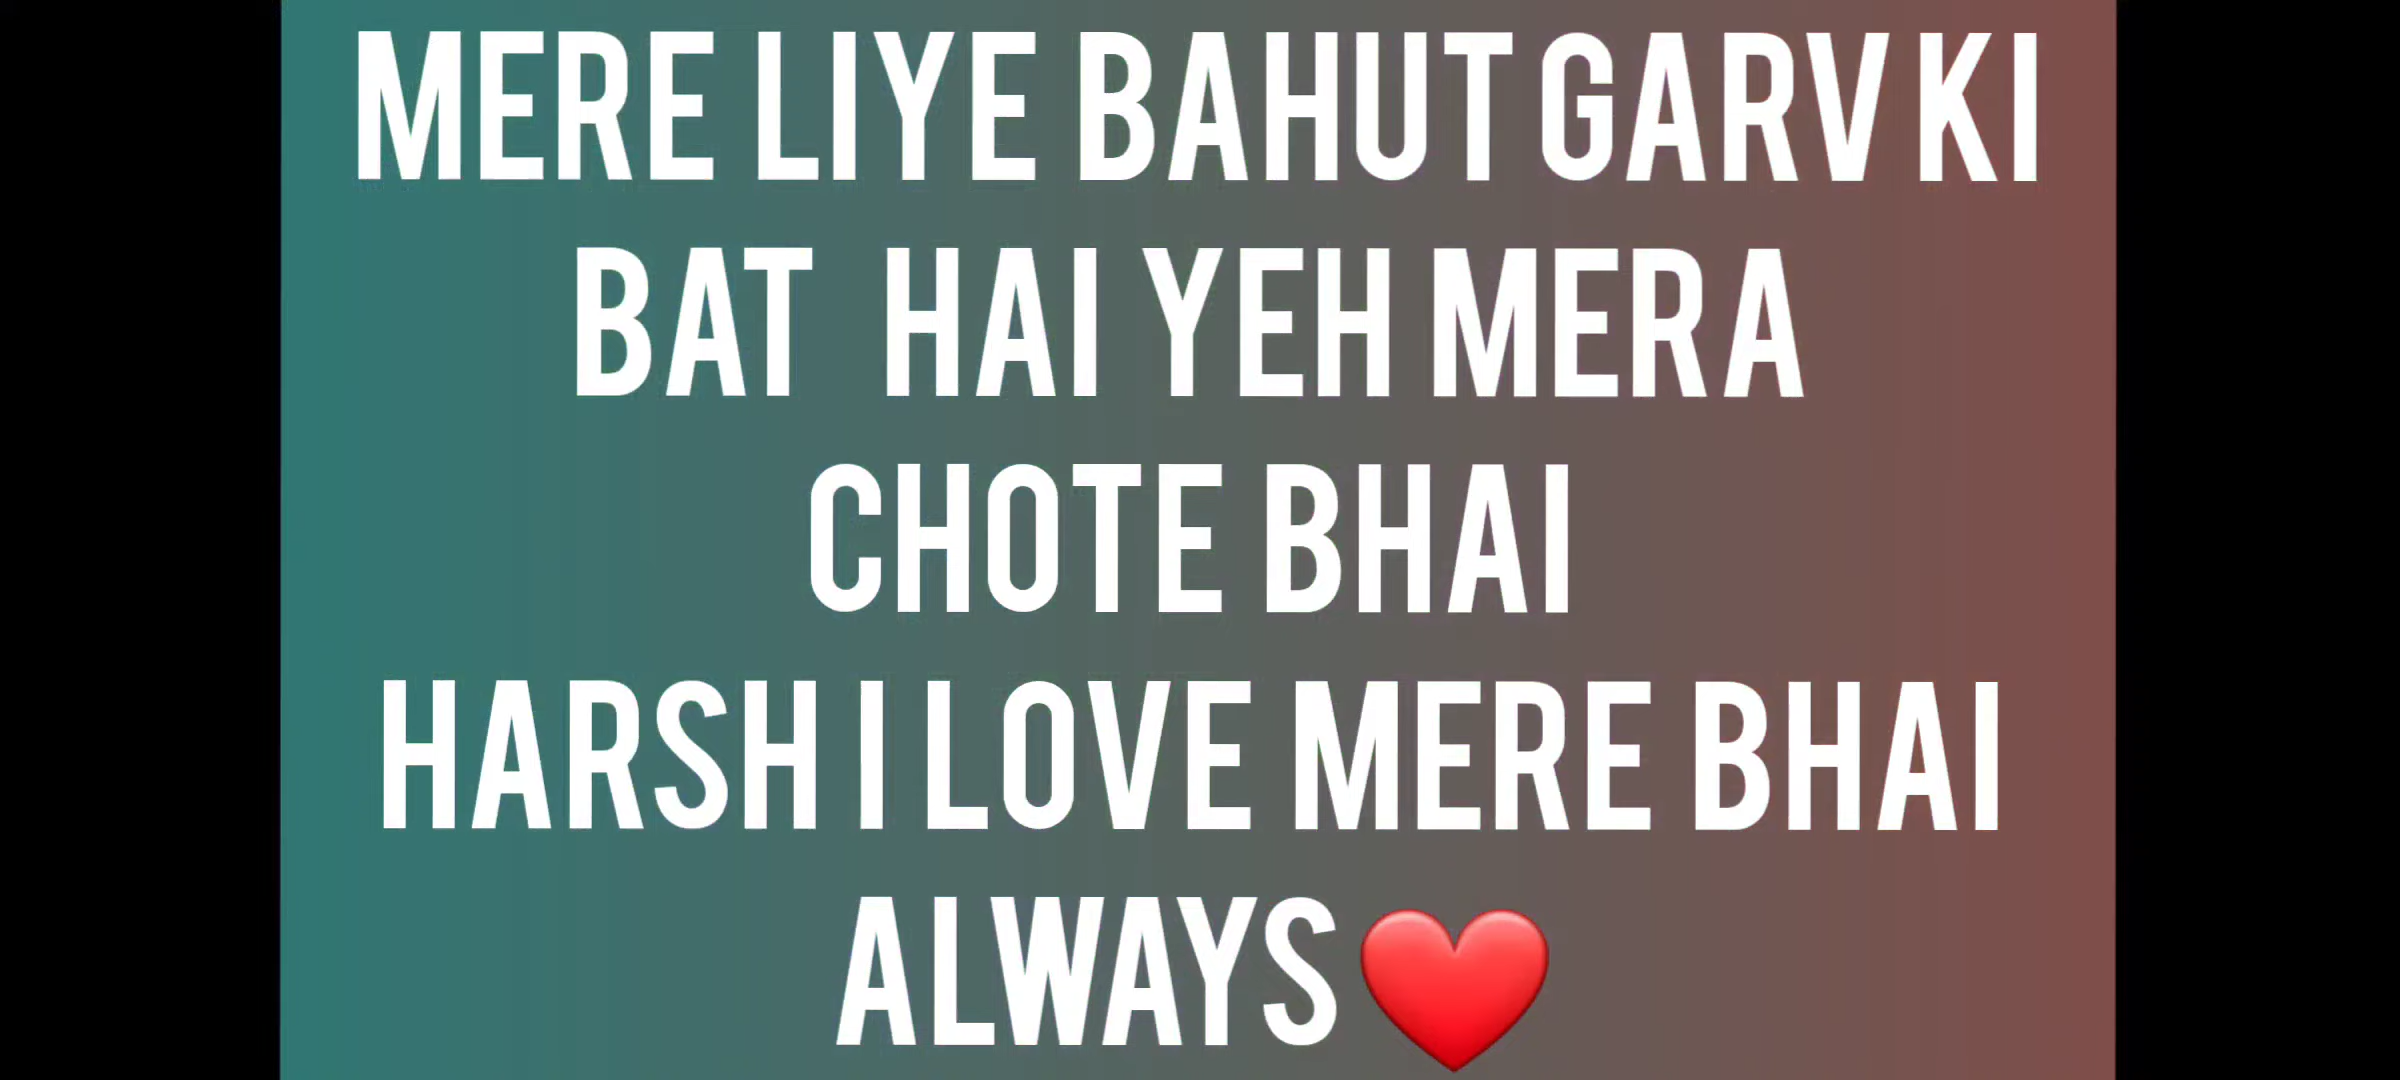 MERE LIYE BAHUT GARV KI
BAT HAI YEH MERA
CHOTE BHAI
HARSH I LOVE MERE BHAI
ALWAYS❤️